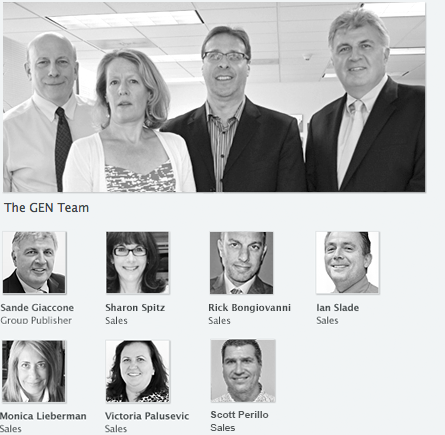 The GEN Team
Sande Giaccone
Group Publisher
Sharon Spitz
Sales
Rick Bongiovanni
Sales
Ian Slade
Sales
Monica Lieberman
Sales
Victoria Palusevic
Sales
Scott Perillo
Sales